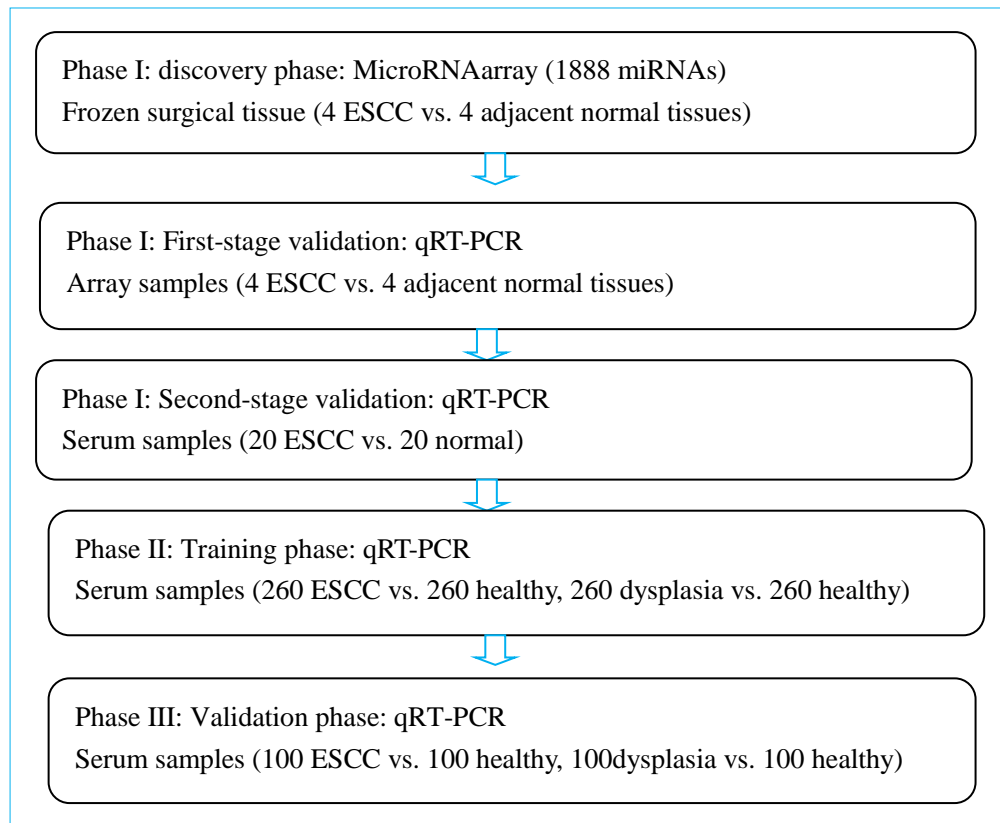 Phase I: discovery phase: MicroRNAarray (1888 miRNAs)
Frozen surgical tissue (4 ESCC vs. 4 adjacent normal tissues)
Phase I: First-stage validation: qRT-PCR
Array samples (4 ESCC vs. 4 adjacent normal tissues)
Phase I: Second-stage validation: qRT-PCR
Serum samples (20 ESCC vs. 20 normal)
Phase II: Training phase: qRT-PCR
Serum samples (260 ESCC vs. 260 healthy, 260 dysplasia vs. 260 healthy)
Phase III: Validation phase: qRT-PCR
Serum samples (100 ESCC vs. 100 healthy, 100dysplasia vs. 100 healthy)